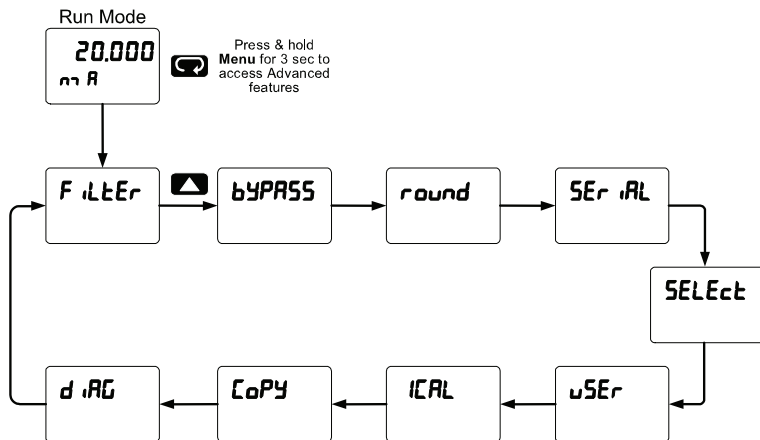 Run Mode
20.000
mA
Press & hold
Menu for 3 sec to
access Advanced
features
FiLtEr
bYPASS
round
SEriAL
SELEct
diAG
CoPY
ICAL
uSEr